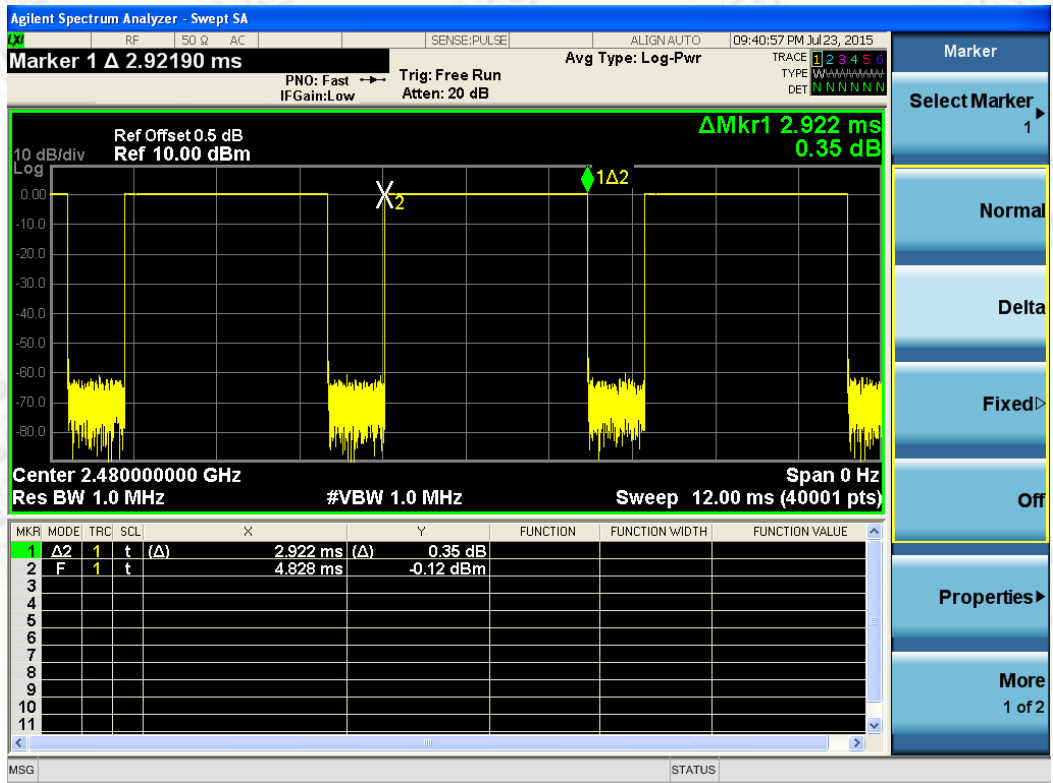 Agilent Spectrum Analyzer - Swept SA
LXI RF 50 Ω AC SENSE:PULSE ALIGN AUTO 09:40:57 PM Jul 23, 2015
Marker 1 Δ 2.92190 ms
PNO: Fast Trig: Free Run Avg Type: Log-Pwr TRACE 1 2 3 4 5 6
IFGain:Low Atten: 20 dB TYPE WWWWWW
DET N N N N N N
ΔMkr1 2.922 ms
0.35 dB
Ref Offset 0.5 dB
10 dB/div Ref 10.00 dBm
Log
0.00
-10.0
-20.0
-30.0
-40.0
-50.0
-60.0
-70.0
-80.0
X2
1Δ2
Center 2.480000000 GHz Span 0 Hz
Res BW 1.0 MHz #VBW 1.0 MHz Sweep 12.00 ms (40001 pts)
MKR MODE TRC SCL X Y FUNCTION FUNCTION WIDTH FUNCTION VALUE
1 Δ2 1 t (Δ) 2.922 ms (Δ) 0.35 dB
2 F 1 t 4.828 ms -0.12 dBm
3
4
5
6
7
8
9
10
11
MSG STATUS
Marker
Select Marker
1
Normal
Delta
Fixed
Off
Properties
More
1 of 2